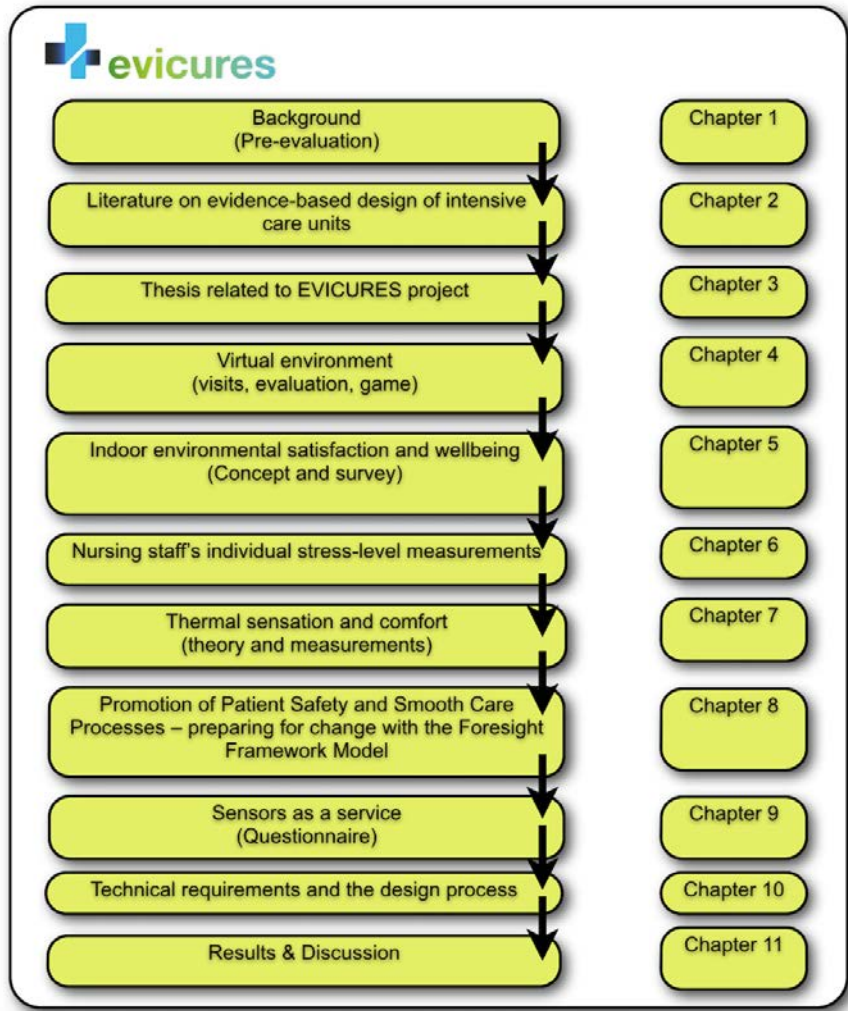 evicures
Background
(Pre-evaluation)
Chapter 1
Literature on evidence-based design of intensive
care units
Chapter 2
Thesis related to EVICURES project
Chapter 3
Virtual environment
(visits, evaluation, game)
Chapter 4
Indoor environmental satisfaction and wellbeing
(Concept and survey)
Chapter 5
Nursing staff's individual stress-level measurements
Chapter 6
Thermal sensation and comfort
(theory and measurements)
Chapter 7
Promotion of Patient Safety and Smooth Care
Processes – preparing for change with the Foresight
Framework Model
Chapter 8
Sensors as a service
(Questionnaire)
Chapter 9
Technical requirements and the design process
Chapter 10
Results & Discussion
Chapter 11